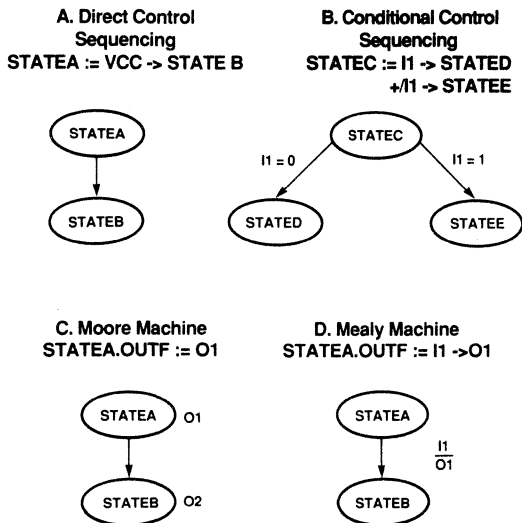 A. Direct Control
Sequencing
STATEA := VCC -> STATE B
STATEA
STATEB
B. Conditional Control
Sequencing
STATEC := I1 -> STATED
+/I1 -> STATEE
STATEC
I1 = 0
I1 = 1
STATED
STATEE
C. Moore Machine
STATEA.OUTF := O1
STATEA
O1
STATEB
O2
D. Mealy Machine
STATEA.OUTF := I1 ->O1
STATEA
I1
O1
STATEB